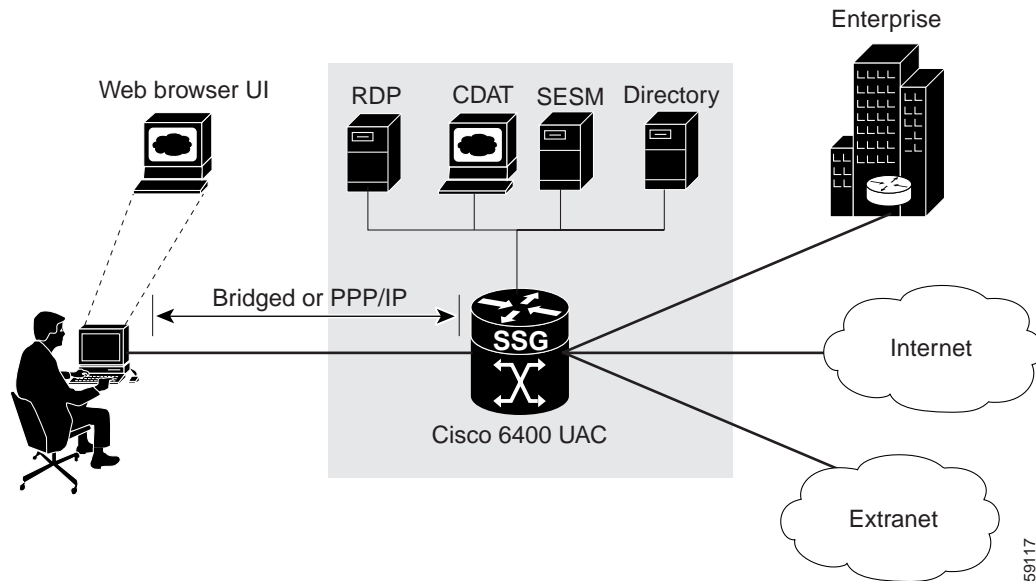 Enterprise
Web browser UI
RDP
CDAT
SESM
Directory
Bridged or PPP/IP
SSG
Cisco 6400 UAC
Internet
Extranet
59117